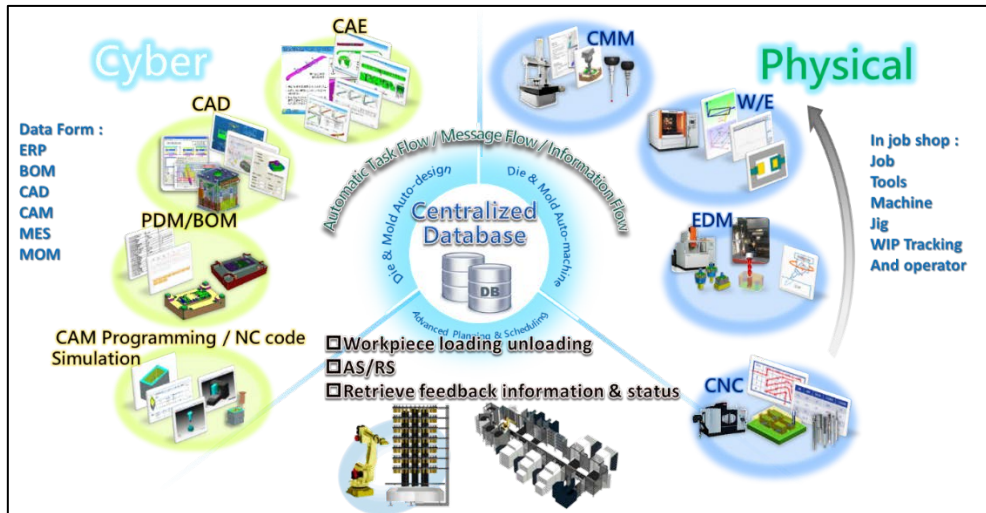 Cyber
Physical
CAE
CMM
CAD
W/E
Data Form :
ERP
BOM
CAD
CAM
MES
MOM
In job shop :
Job
Tools
Machine
Jig
WIP Tracking
And operator
Automatic Task Flow / Message Flow / Information Flow
Die & Mold Auto-design
Die & Mold Auto-machine
Centralized
Database
DB
Advanced Planning & Scheduling
PDM/BOM
EDM
CAM Programming / NC code
Simulation
CNC
Workpiece loading unloading
AS/RS
Retrieve feedback information & status